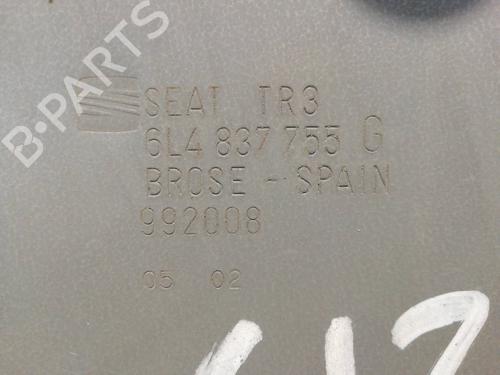 B-PARTS
SEAT TR3
6L4 837 755 G
BROSE - SPAIN
992008
05 02